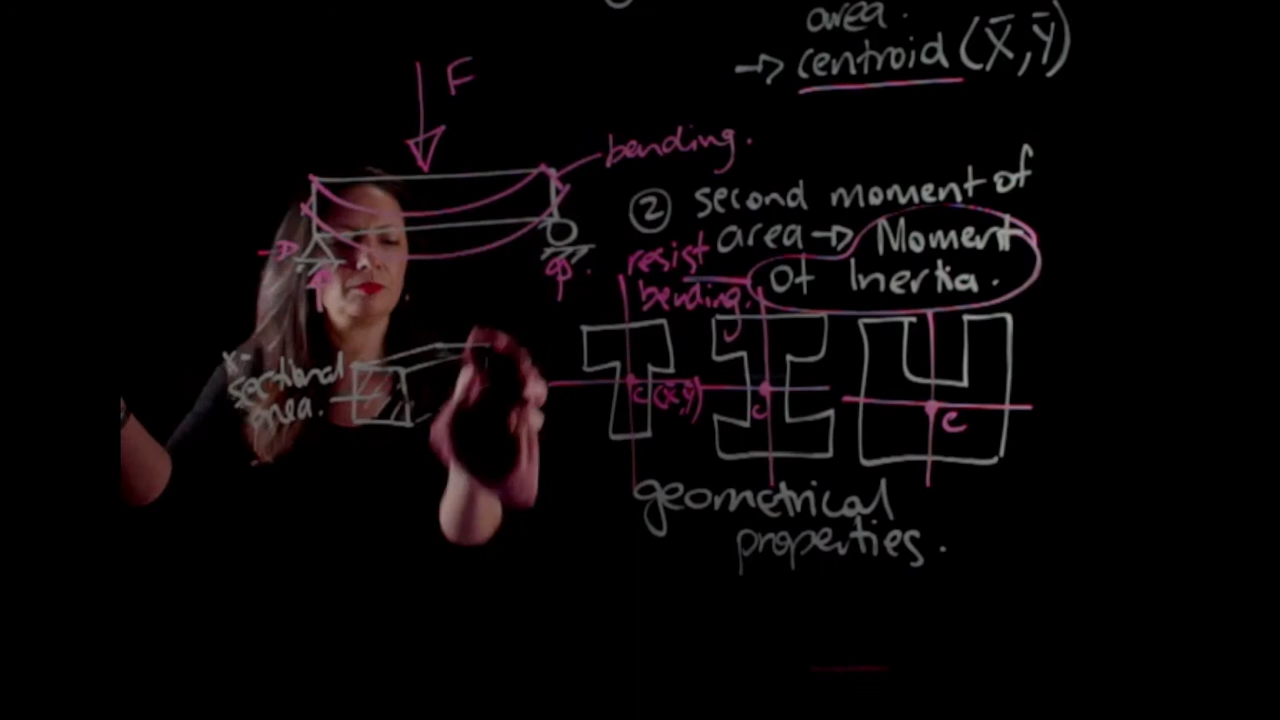 area.
→ centroid (X̄, Ȳ)
F
bending.
② second moment of
area → Moment
Of Inertia.
resist
bending.
x-
sectional
area.
C (X̄,Ȳ)
C
C
geometrical
properties.